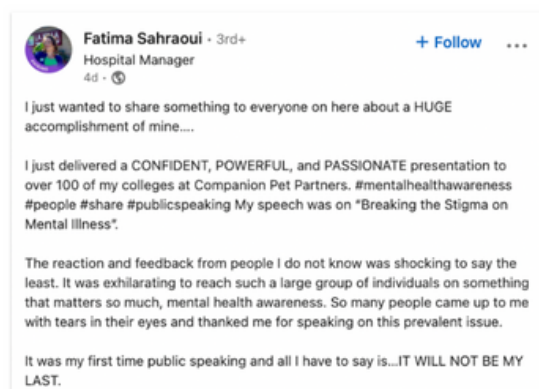 Fatima Sahraoui • 3rd+
+ Follow
...
Hospital Manager
4d •
I just wanted to share something to everyone on here about a HUGE
accomplishment of mine....
I just delivered a CONFIDENT, POWERFUL, and PASSIONATE presentation to
over 100 of my colleges at Companion Pet Partners. #mentalhealthawareness
#people #share #publicspeaking My speech was on "Breaking the Stigma on
Mental Illness".
The reaction and feedback from people I do not know was shocking to say the
least. It was exhilarating to reach such a large group of individuals on something
that matters so much, mental health awareness. So many people came up to me
with tears in their eyes and thanked me for speaking on this prevalent issue.
It was my first time public speaking and all I have to say is...IT WILL NOT BE MY
LAST.